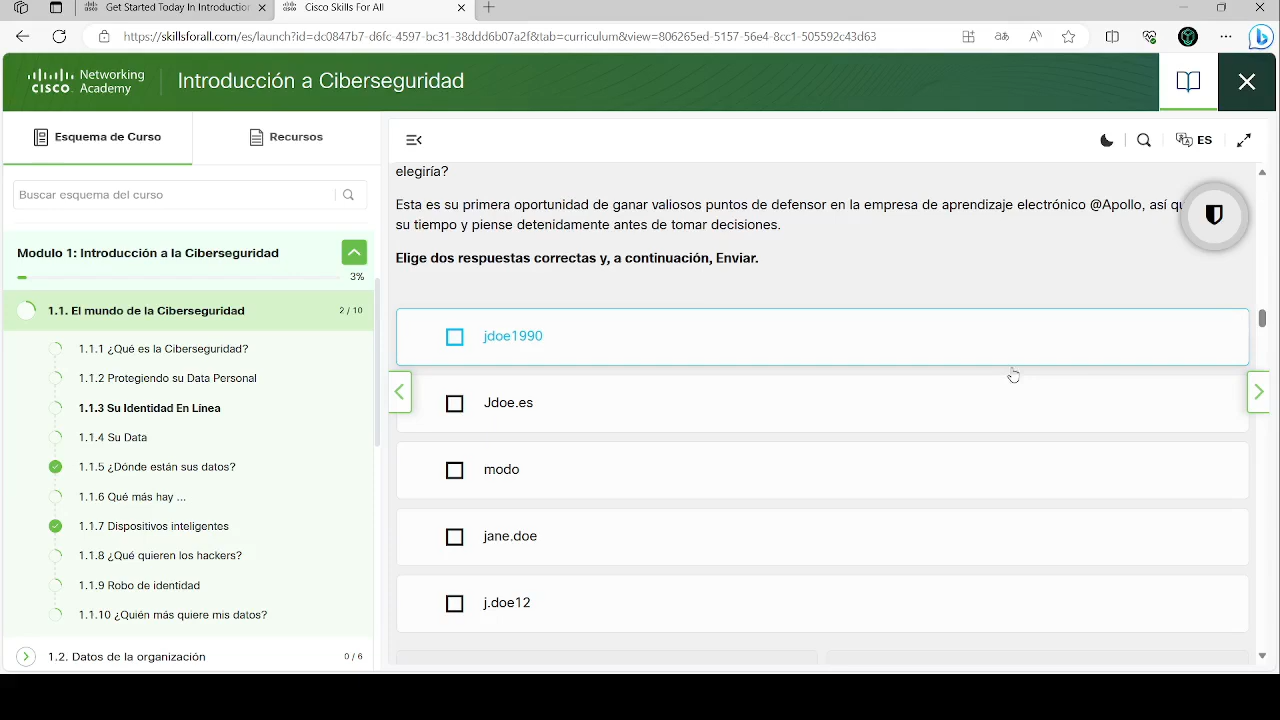 Get Started Today In Introduction
Cisco Skills For All
https://skillsforall.com/es/launch?id=dc0847b7-d6fc-4597-bc31-38ddd6b07a2f&tab=curriculum&view=806265ed-5157-56e4-8cc1-505592c43d63
Networking
CISCO Academy
Introducción a Ciberseguridad
Esquema de Curso
Recursos
ES
Buscar esquema del curso
Modulo 1: Introducción a la Ciberseguridad
3%
1.1. El mundo de la Ciberseguridad 2 / 10
1.1.1 ¿Qué es la Ciberseguridad?
1.1.2 Protegiendo su Data Personal
1.1.3 Su Identidad En Línea
1.1.4 Su Data
1.1.5 ¿Dónde están sus datos?
1.1.6 Qué más hay ...
1.1.7 Dispositivos inteligentes
1.1.8 ¿Qué quieren los hackers?
1.1.9 Robo de identidad
1.1.10 ¿Quién más quiere mis datos?
1.2. Datos de la organización 0 / 6
elegiría?
Esta es su primera oportunidad de ganar valiosos puntos de defensor en la empresa de aprendizaje electrónico @Apollo, así qu
su tiempo y piense detenidamente antes de tomar decisiones.
Elige dos respuestas correctas y, a continuación, Enviar.
jdoe1990
Jdoe.es
modo
jane.doe
j.doe12